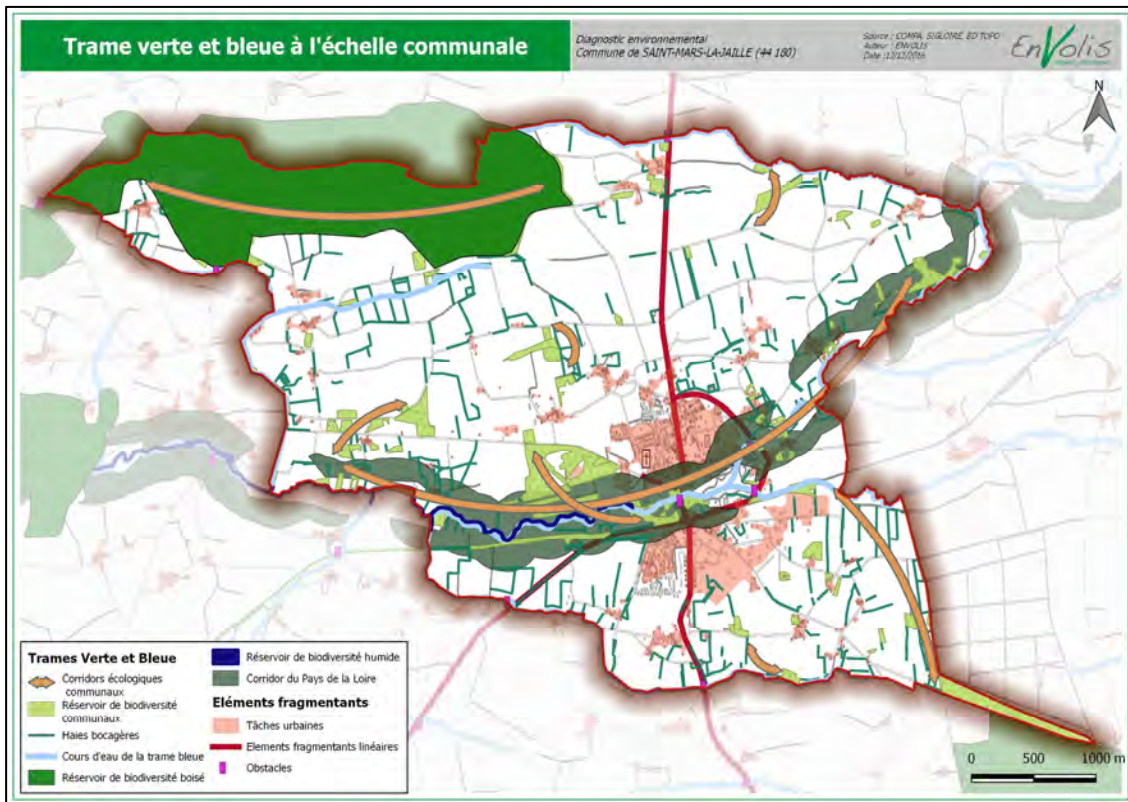 Trame verte et bleue à l'échelle communale
Diagnostic environnemental
Commune de SAINT-MARS-LA-JAILLE (44 180)
Source : COMPA, SIGLOIRE, BD TOPO
Auteur : ENVOLIS
Date :12/12/2016
EnVolis
N
Trames Verte et Bleue
Corridors écologiques
communaux
Réservoir de biodiversité
communaux
Haies bocagères
Cours d'eau de la trame bleue
Réservoir de biodiversité boisé
Réservoir de biodiversité humide
Corridor du Pays de la Loire
Eléments fragmentants
Tâches urbaines
Elements fragmentants linéaires
Obstacles
0 500 1000 m